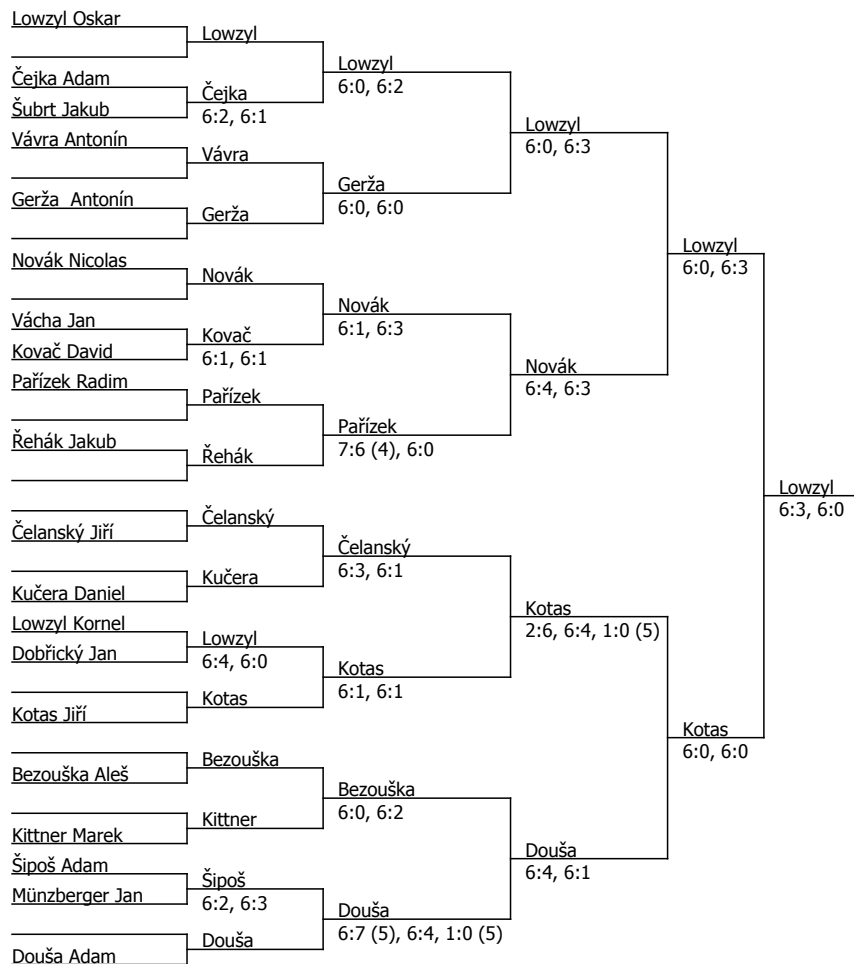 Lowzyl Oskar
Lowzyl
Lowzyl
6:0, 6:2
Čejka Adam
Čejka
Šubrt Jakub
6:2, 6:1
Lowzyl
6:0, 6:3
Vávra Antonín
Vávra
Gerža
6:0, 6:0
Gerža  Antonín
Gerža
Lowzyl
6:0, 6:3
Novák Nicolas
Novák
Novák
6:1, 6:3
Vácha Jan
Kovač
Kovač David
6:1, 6:1
Novák
6:4, 6:3
Pařízek Radim
Pařízek
Pařízek
7:6 (4), 6:0
Řehák Jakub
Řehák
Lowzyl
6:3, 6:0
Čelanský
Čelanský Jiří
Čelanský
6:3, 6:1
Kučera
Kučera Daniel
Kotas
2:6, 6:4, 1:0 (5)
Lowzyl Kornel
Lowzyl
Dobřický Jan
6:4, 6:0
Kotas
6:1, 6:1
Kotas
Kotas Jiří
Kotas
6:0, 6:0
Bezouška
Bezouška Aleš
Bezouška
6:0, 6:2
Kittner
Kittner Marek
Douša
6:4, 6:1
Šipoš Adam
Šipoš
Münzberger Jan
6:2, 6:3
Douša
6:7 (5), 6:4, 1:0 (5)
Douša
Douša Adam